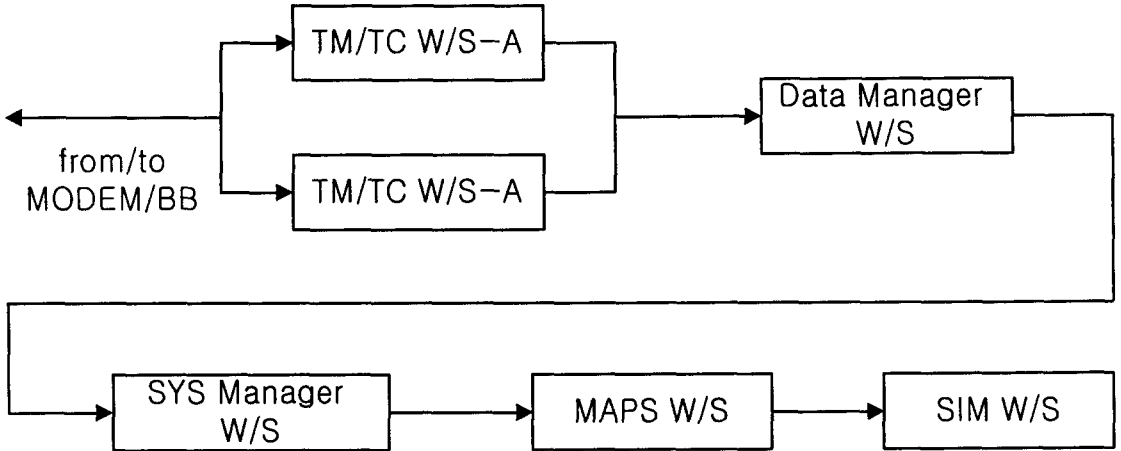 TM/TC W/S-A
from/to
MODEM/BB
TM/TC W/S-A
Data Manager
W/S
SYS Manager
W/S
MAPS W/S
SIM W/S